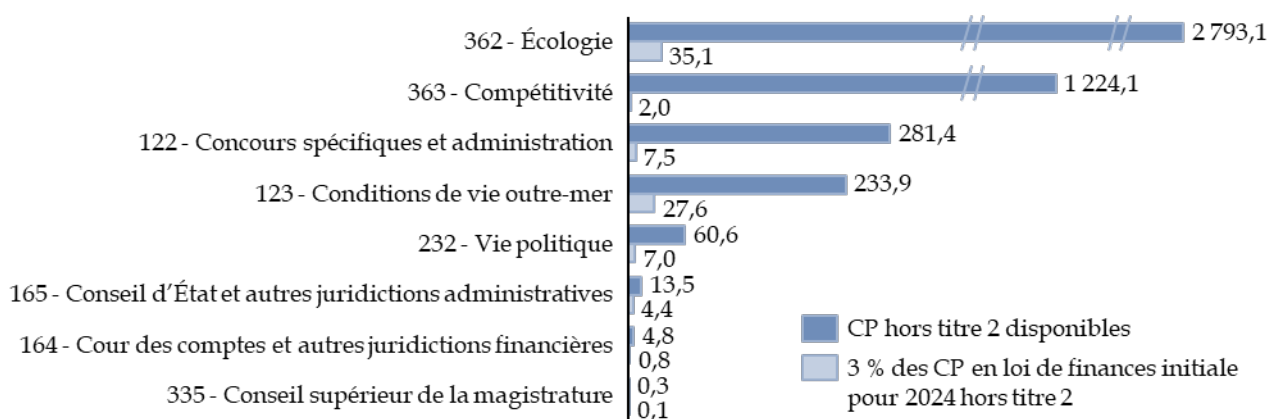 362 - Écologie
2 793,1
35,1
363 - Compétitivité
1 224,1
2,0
122 - Concours spécifiques et administration
281,4
7,5
123 - Conditions de vie outre-mer
233,9
27,6
232 - Vie politique
60,6
7,0
165 - Conseil d’État et autres juridictions administratives
13,5
4,4
164 - Cour des comptes et autres juridictions financières
4,8
0,8
335 - Conseil supérieur de la magistrature
0,3
0,1
CP hors titre 2 disponibles
3 % des CP en loi de finances initiale
pour 2024 hors titre 2